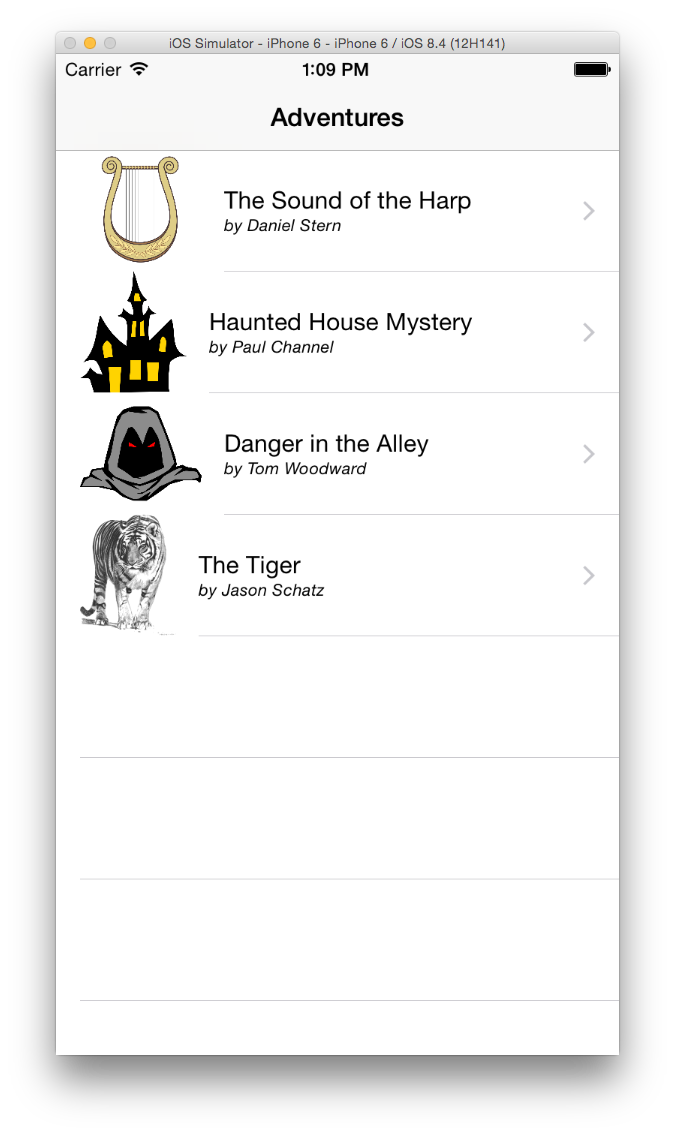 iOS Simulator - iPhone 6 - iPhone 6 / iOS 8.4 (12H141)
Carrier 1:09 PM
Adventures
The Sound of the Harp
by Daniel Stern
Haunted House Mystery
by Paul Channel
Danger in the Alley
by Tom Woodward
The Tiger
by Jason Schatz